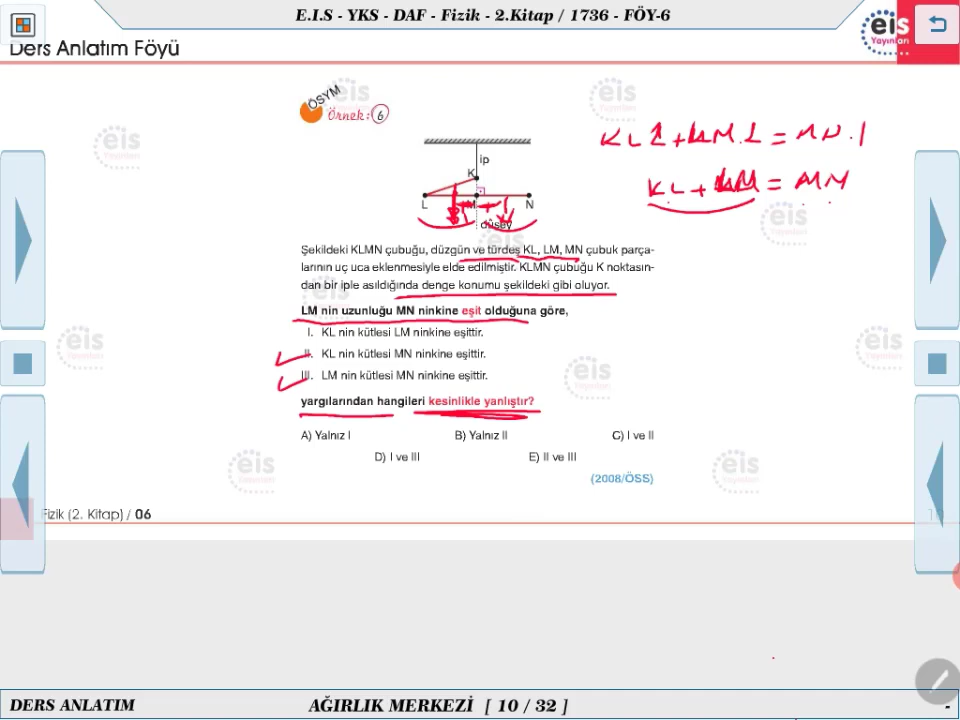 E.I.S - YKS - DAF - Fizik - 2.Kitap / 1736 - FÖY-6
eis
Yayınları
Ders Anlatım Föyü
ÖSYM
Örnek: 6
KL + LM = MN
ip
K
L
M
N
düşey
Şekildeki KLMN çubuğu, düzgün ve türdeş KL, LM, MN çubuk parça-
larının uç uca eklenmesiyle elde edilmiştir. KLMN çubuğu K noktasın-
dan bir iple asıldığında denge konumu şekildeki gibi oluyor.
LM nin uzunluğu MN ninkine eşit olduğuna göre,
I. KL nin kütlesi LM ninkine eşittir.
II. KL nin kütlesi MN ninkine eşittir.
III. LM nin kütlesi MN ninkine eşittir.
yargılarından hangileri kesinlikle yanlıştır?
A) Yalnız I B) Yalnız II C) I ve II
D) I ve III E) II ve III
(2008/ÖSS)
Fizik (2. Kitap) / 06
DERS ANLATIM
AĞIRLIK MERKEZİ [ 10 / 32 ]